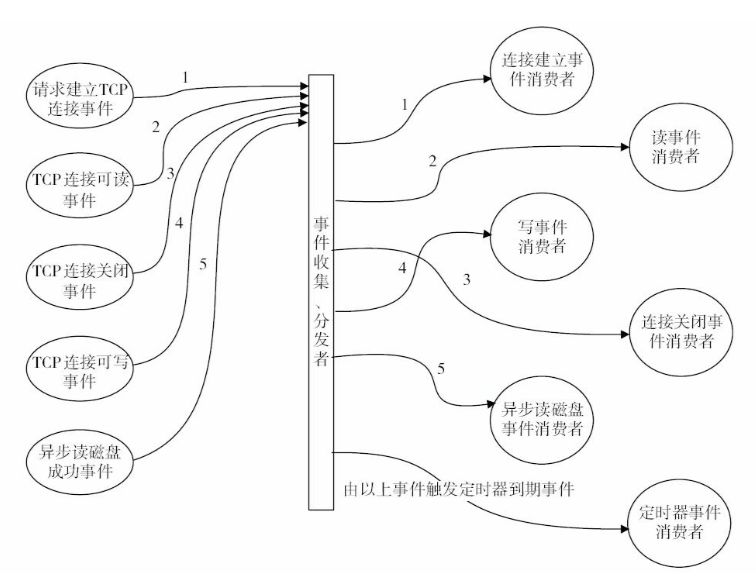 请求建立TCP
连接事件
1
TCP连接可读
事件
2
TCP连接关闭
事件
3
TCP连接可写
事件
4
异步读磁盘
成功事件
5
事件收集、分发者
1
连接建立事
件消费者
2
读事件
消费者
4
写事件
消费者
3
连接关闭事
件消费者
5
异步读磁盘
事件消费者
由以上事件触发定时器到期事件
定时器事件
消费者